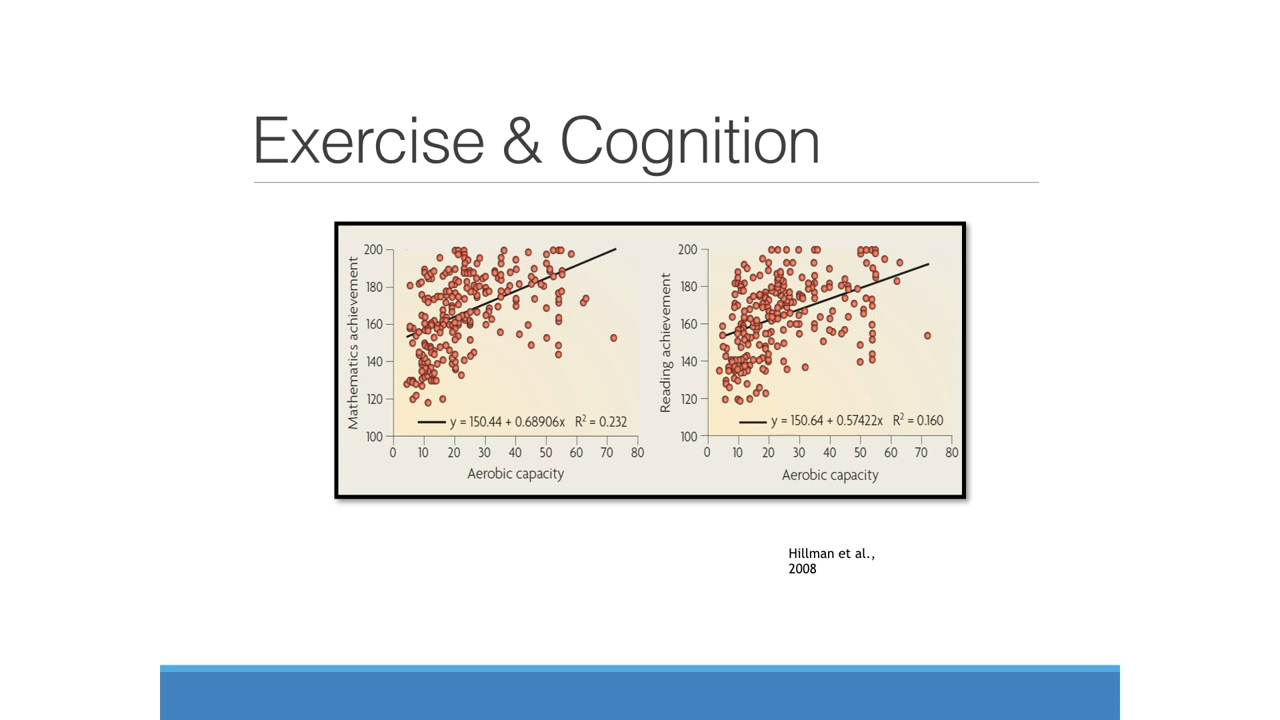 Exercise & Cognition
Mathematics achievement
200
180
160
140
120
100
y = 150.44 + 0.68906x R² = 0.232
0 10 20 30 40 50 60 70 80
Aerobic capacity
Reading achievement
200
180
160
140
120
100
y = 150.64 + 0.57422x R² = 0.160
0 10 20 30 40 50 60 70 80
Aerobic capacity
Hillman et al.,
2008